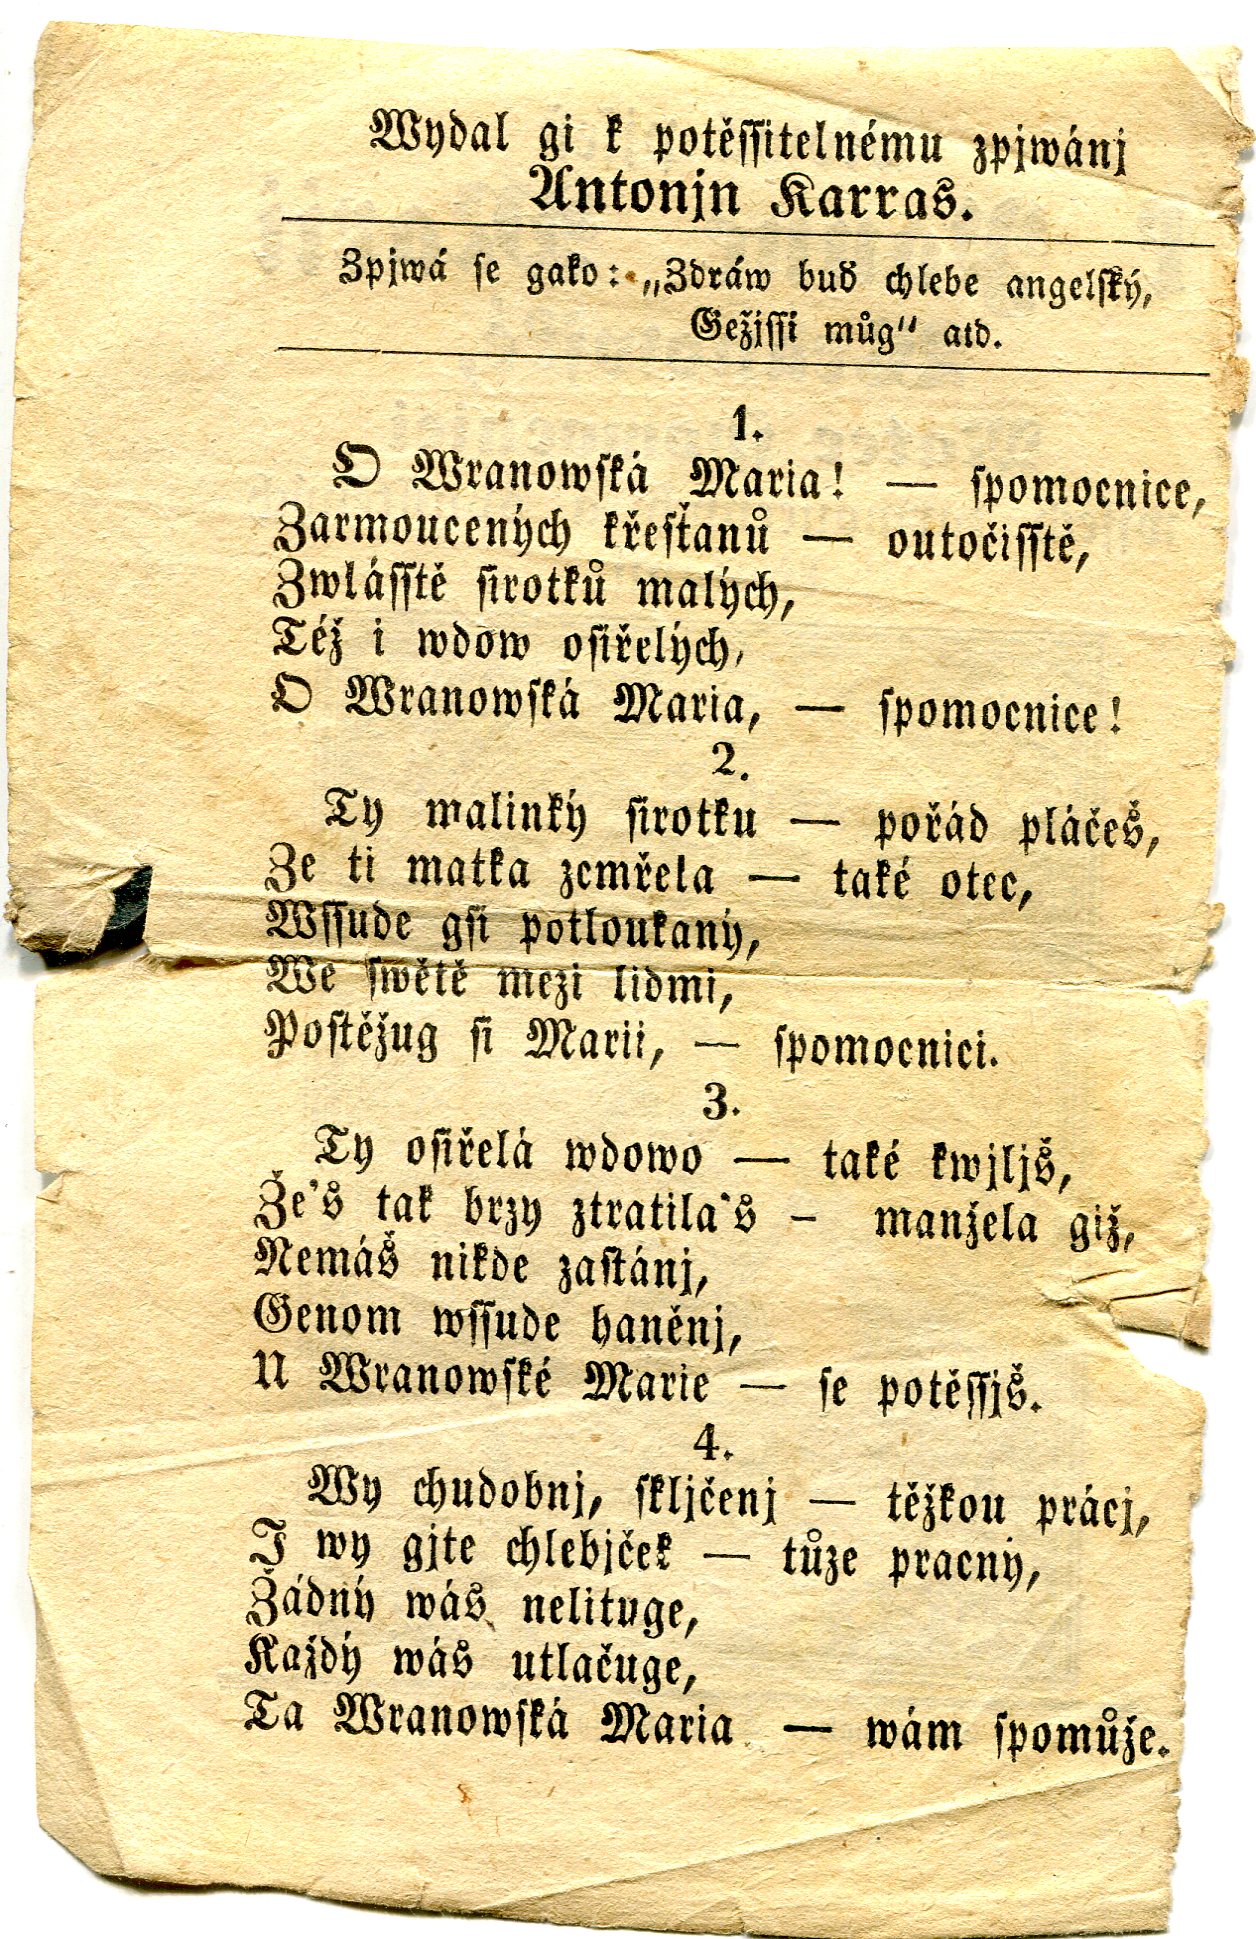 Wydal gi k potěssitelnému zpjwánj
Antonjn Karras.
Zpjwá se gako: „Zdráw buď chlebe angelský,
Gežjssi můg“ atd.
1.
O Wranowská Maria! — spomocnice,
Zarmoucených křesťanů — outočisstě,
Zwlásstě sirotků malých,
Též i wdow osiřelých,
O Wranowská Maria, — spomocnice!
2.
Ty malinký sirotku — pořád pláčeš,
Ze ti matka zemřela — také otec,
Wssude gsi potloukaný,
We swětě mezi lidmi,
Postěžug si Marii, — spomocnici.
3.
Ty osiřelá wdowo — také kwjljš,
Že's tak brzy ztratila's – manžela giž,
Nemáš nikde zastánj,
Genom wssude haněnj,
U Wranowské Marie — se potěssjš.
4.
Wy chudobnj, skljčenj — těžkou prácj,
I wy gjte chlebjček — tůze pracný,
Žádný wás nelituge,
Každý wás utlačuge,
Ta Wranowská Maria — wám spomůže.